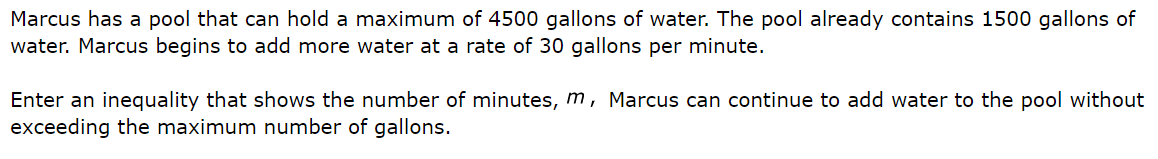 Marcus has a pool that can hold a maximum of 4500 gallons of water. The pool already contains 1500 gallons of
water. Marcus begins to add more water at a rate of 30 gallons per minute.
Enter an inequality that shows the number of minutes, m, Marcus can continue to add water to the pool without
exceeding the maximum number of gallons.